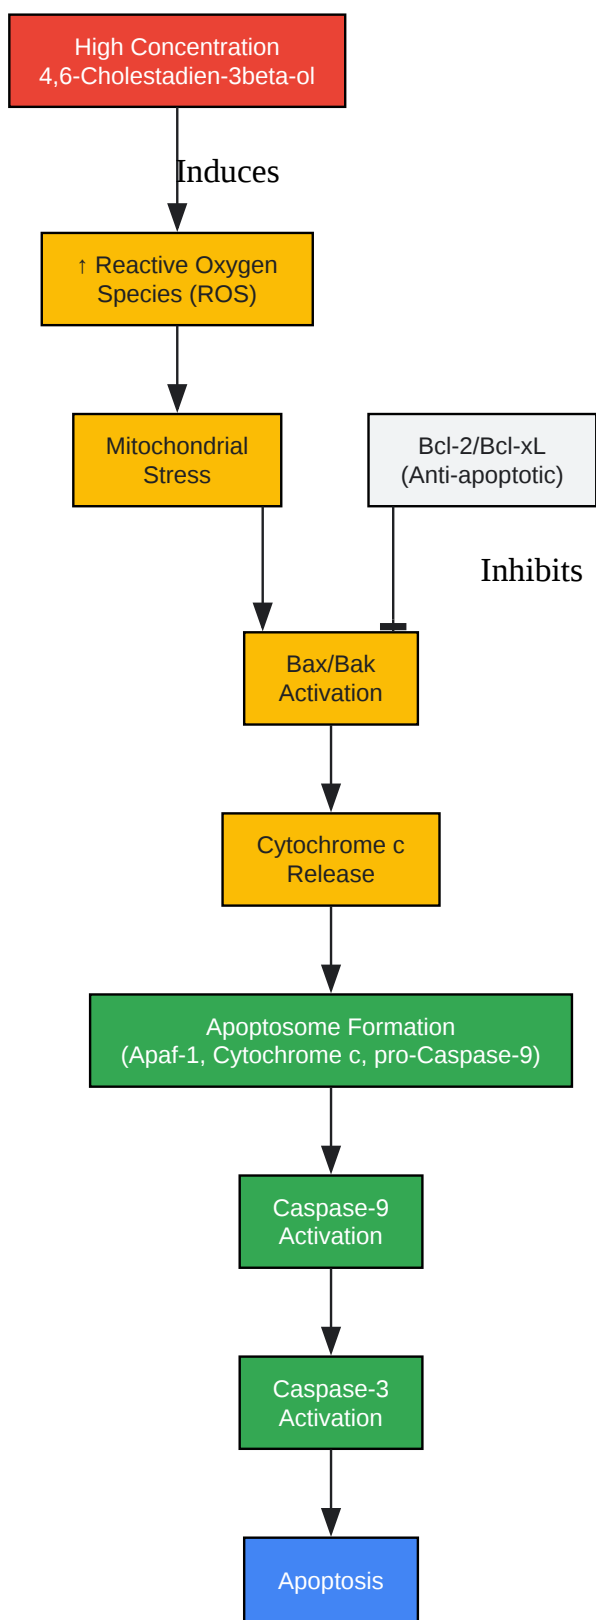 High Concentration
4,6-Cholestadien-3beta-ol
Induces
↑ Reactive Oxygen
Species (ROS)
Mitochondrial
Stress
Bcl-2/Bcl-xL
(Anti-apoptotic)
Inhibits
Bax/Bak
Activation
Cytochrome c
Release
Apoptosome Formation
(Apaf-1, Cytochrome c, pro-Caspase-9)
Caspase-9
Activation
Caspase-3
Activation
Apoptosis